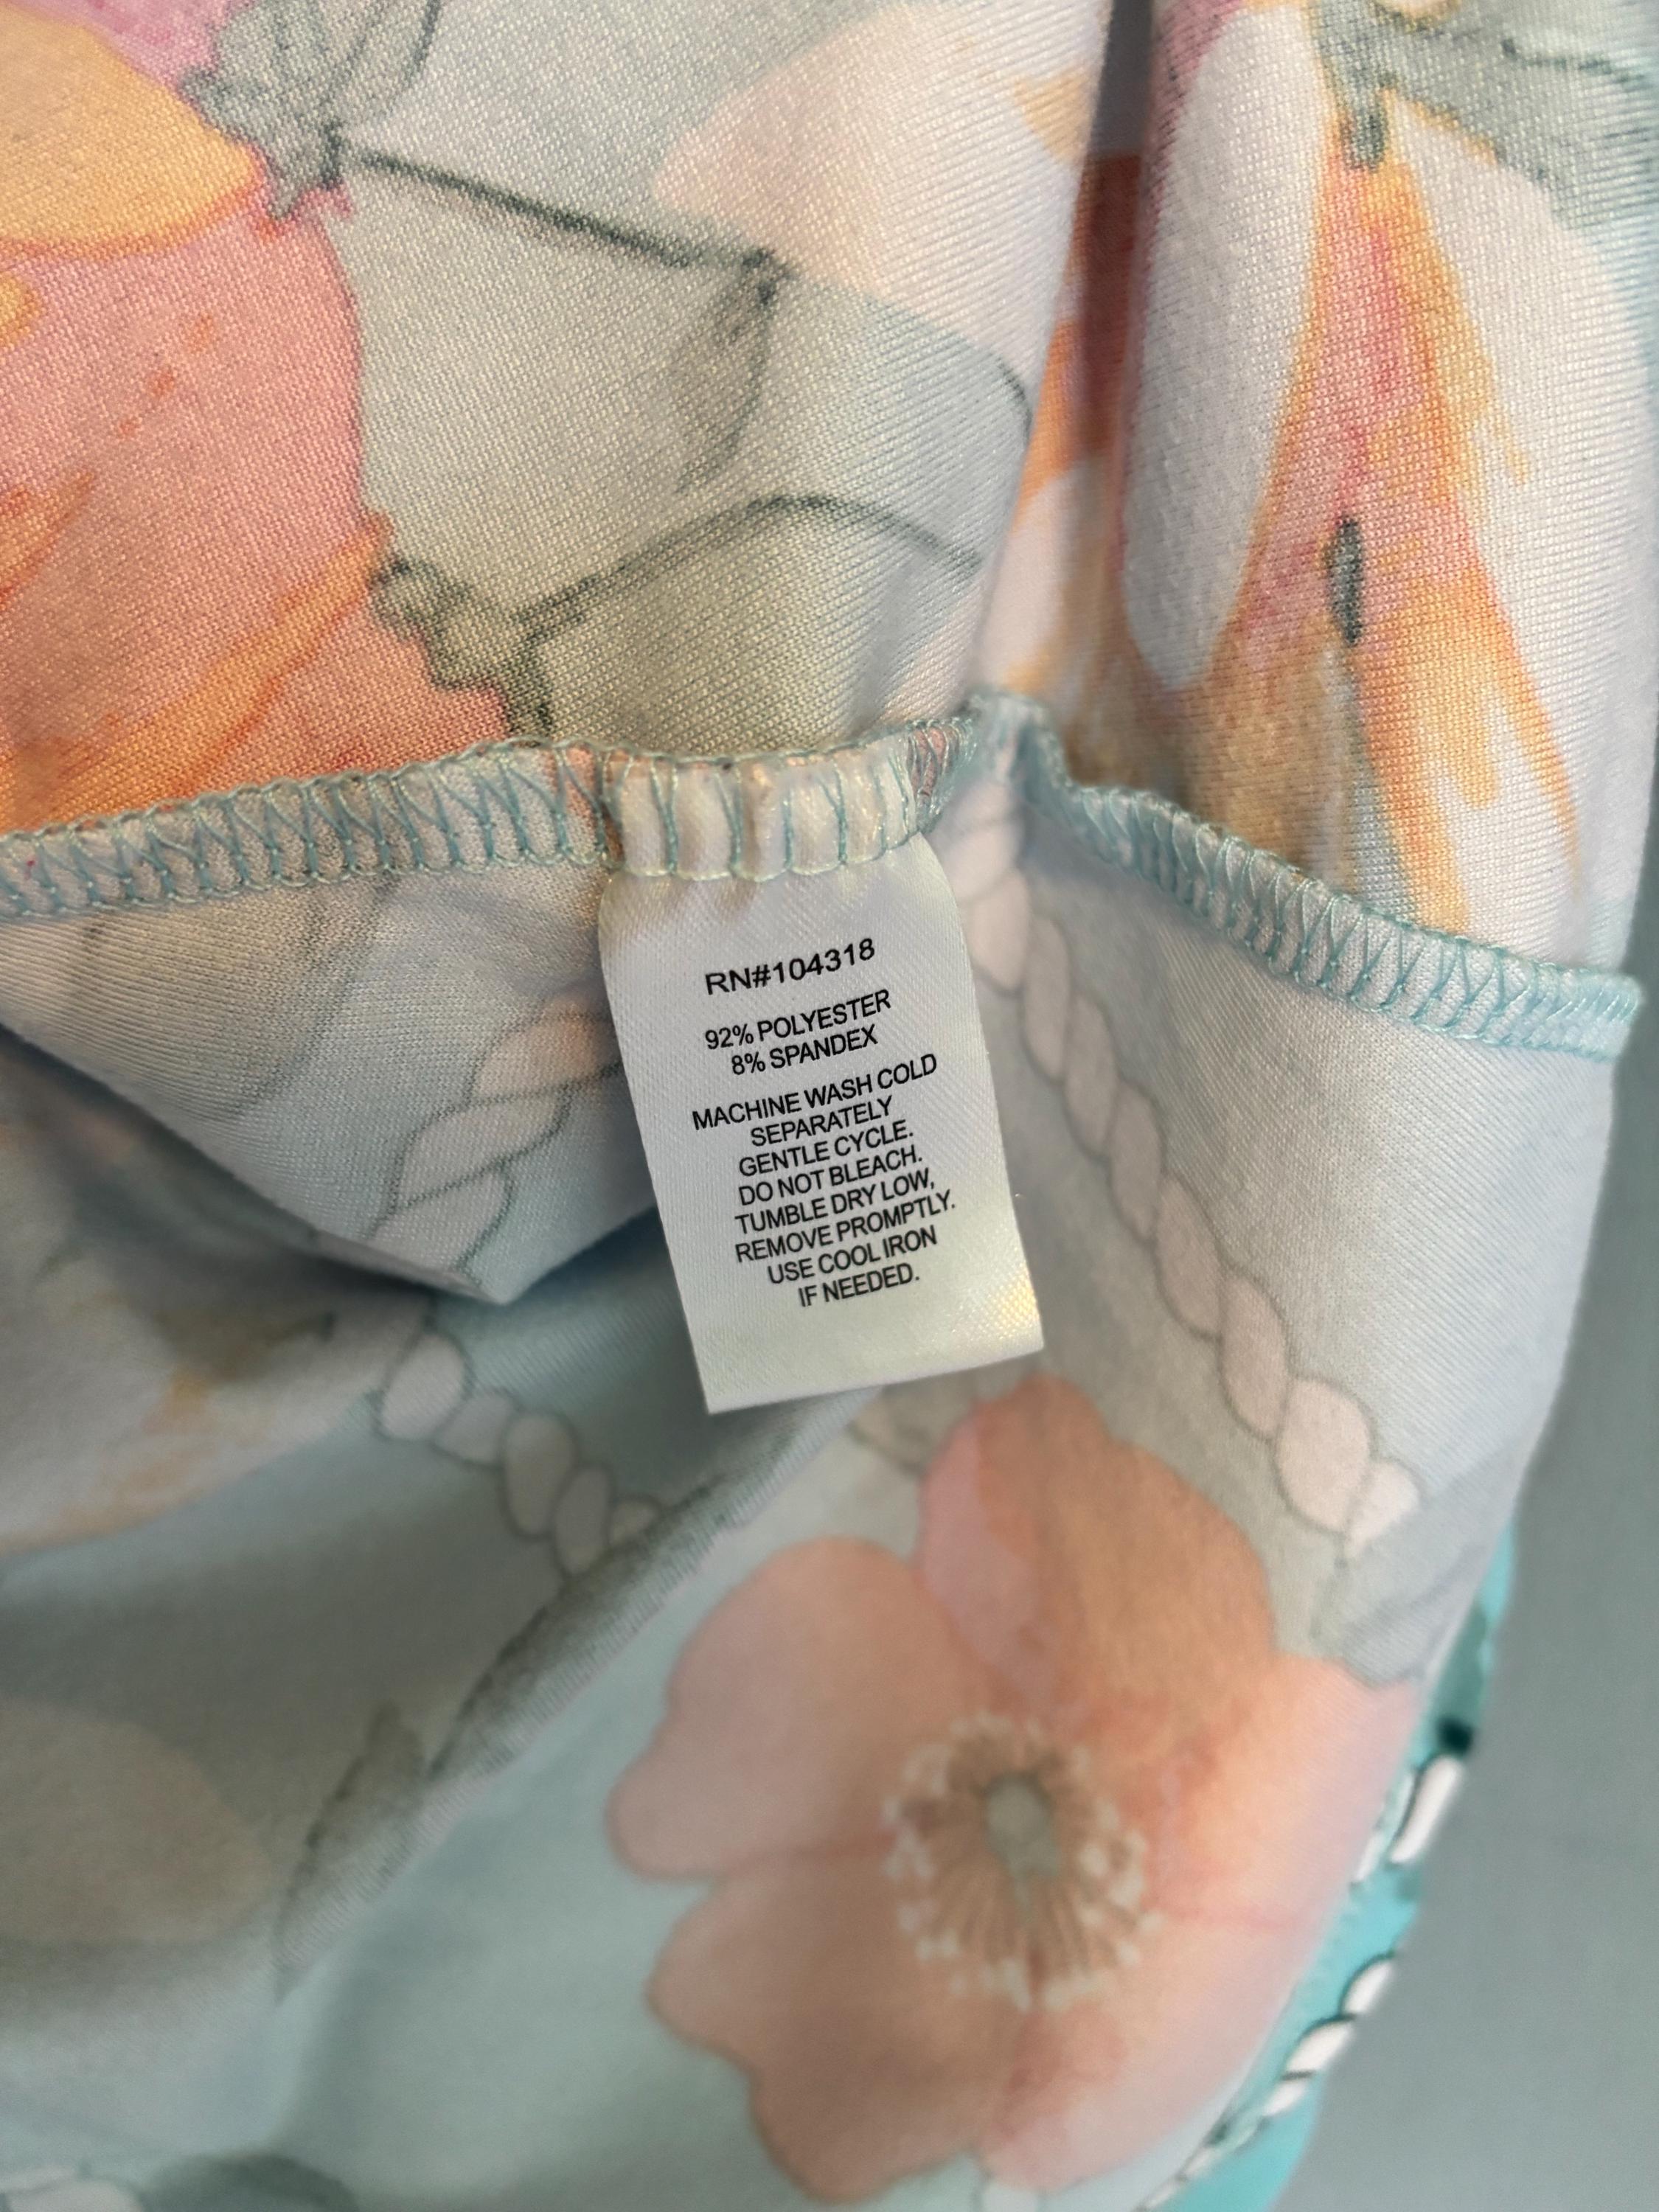 RN#104318
92% POLYESTER
8% SPANDEX
MACHINE WASH COLD
SEPARATELY
GENTLE CYCLE.
DO NOT BLEACH.
TUMBLE DRY LOW,
REMOVE PROMPTLY.
USE COOL IRON
IF NEEDED.